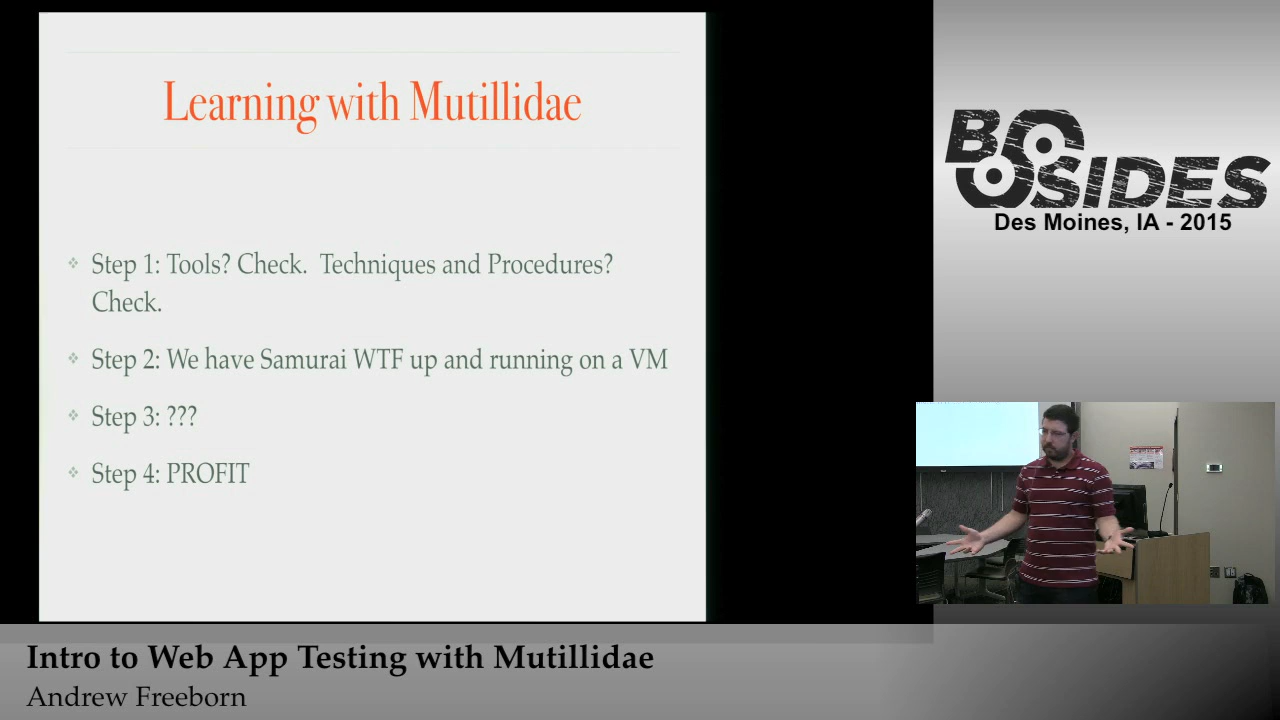 Learning with Mutillidae
Step 1: Tools? Check. Techniques and Procedures?
Check.
Step 2: We have Samurai WTF up and running on a VM
Step 3: ???
Step 4: PROFIT
BSIDES
Des Moines, IA - 2015
Intro to Web App Testing with Mutillidae
Andrew Freeborn